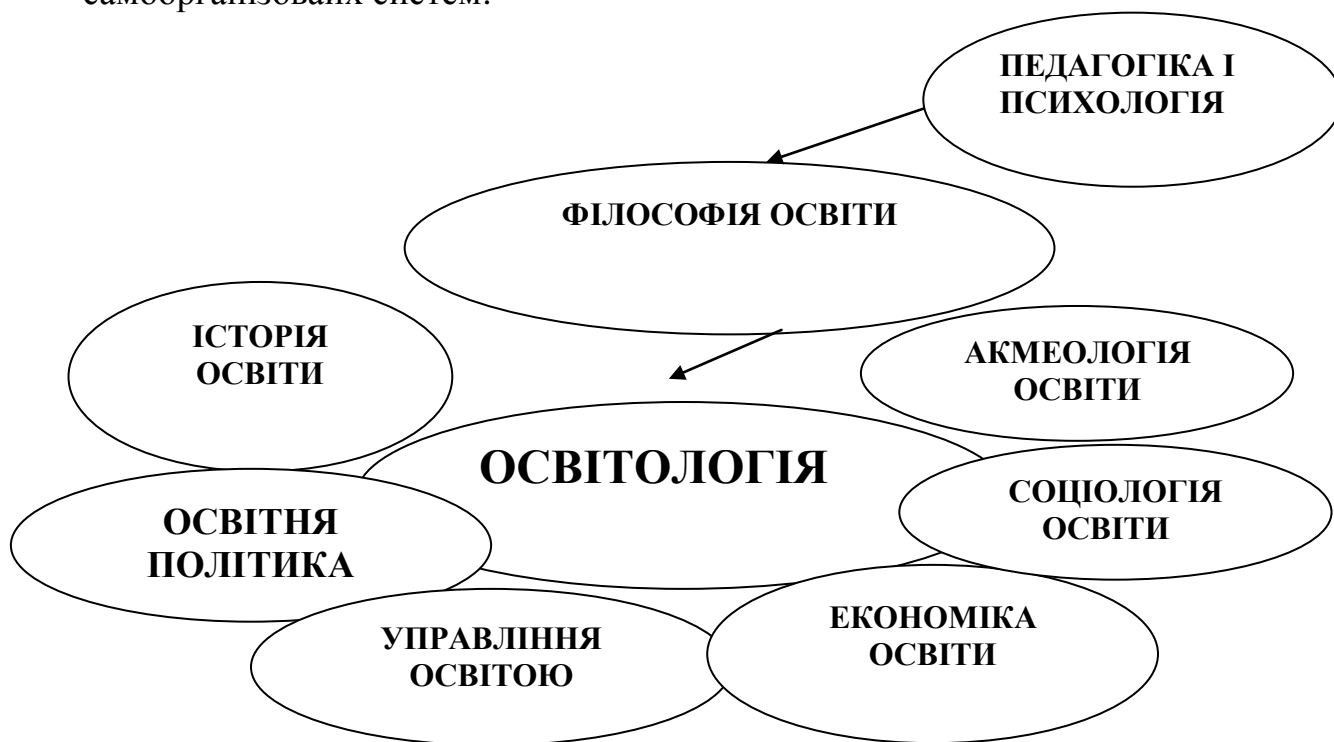 самоорганізованих систем.
ПЕДАГОГІКА І
ПСИХОЛОГІЯ
ФІЛОСОФІЯ ОСВІТИ
ІСТОРІЯ
ОСВІТИ
АКМЕОЛОГІЯ
ОСВІТИ
ОСВІТОЛОГІЯ
СОЦІОЛОГІЯ
ОСВІТИ
ОСВІТНЯ
ПОЛІТИКА
УПРАВЛІННЯ
ОСВІТОЮ
ЕКОНОМІКА
ОСВІТИ